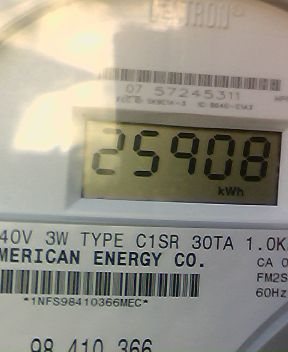 07 57245311
25908
kWh
40V 3W TYPE C1SR 30TA 1.0K
MERICAN ENERGY CO.
CA 0
FM2S
60Hz
*1NFS98410366MEC*
98 410 366